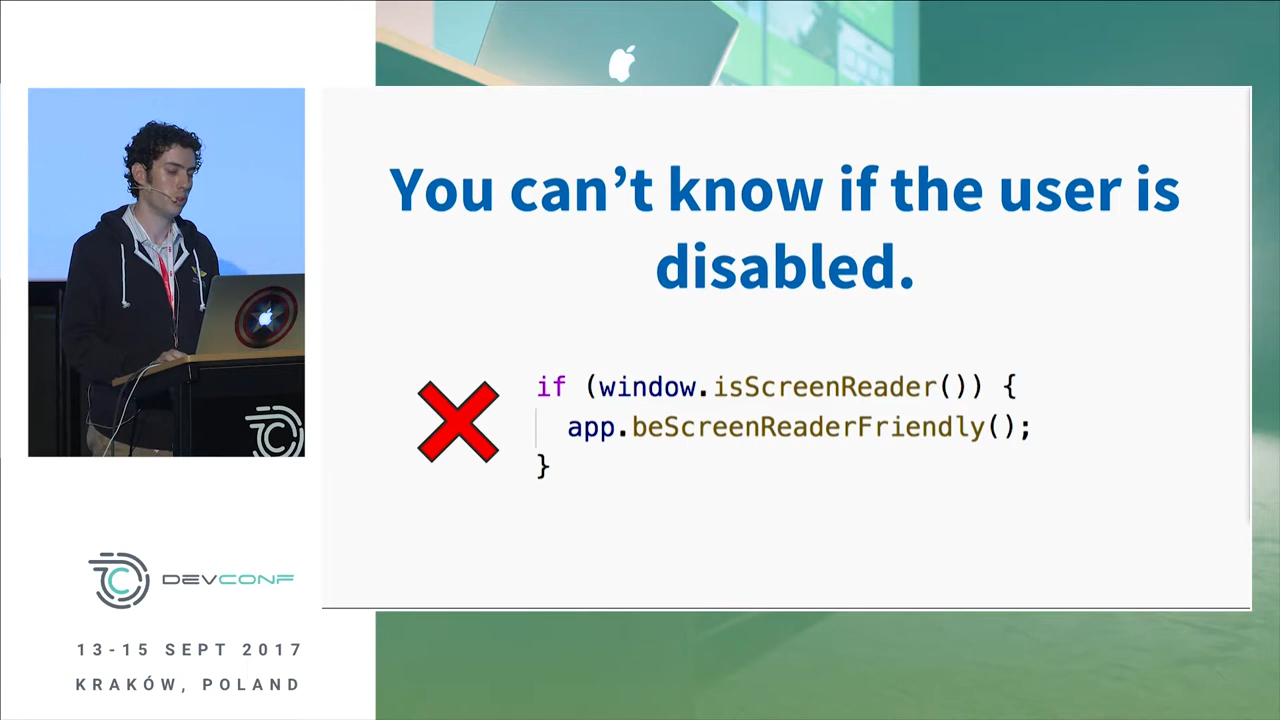 You can’t know if the user is
disabled.
if (window.isScreenReader()) {
app.beScreenReaderFriendly();
}
DEVCONF
13-15 SEPT 2017
KRAKÓW, POLAND